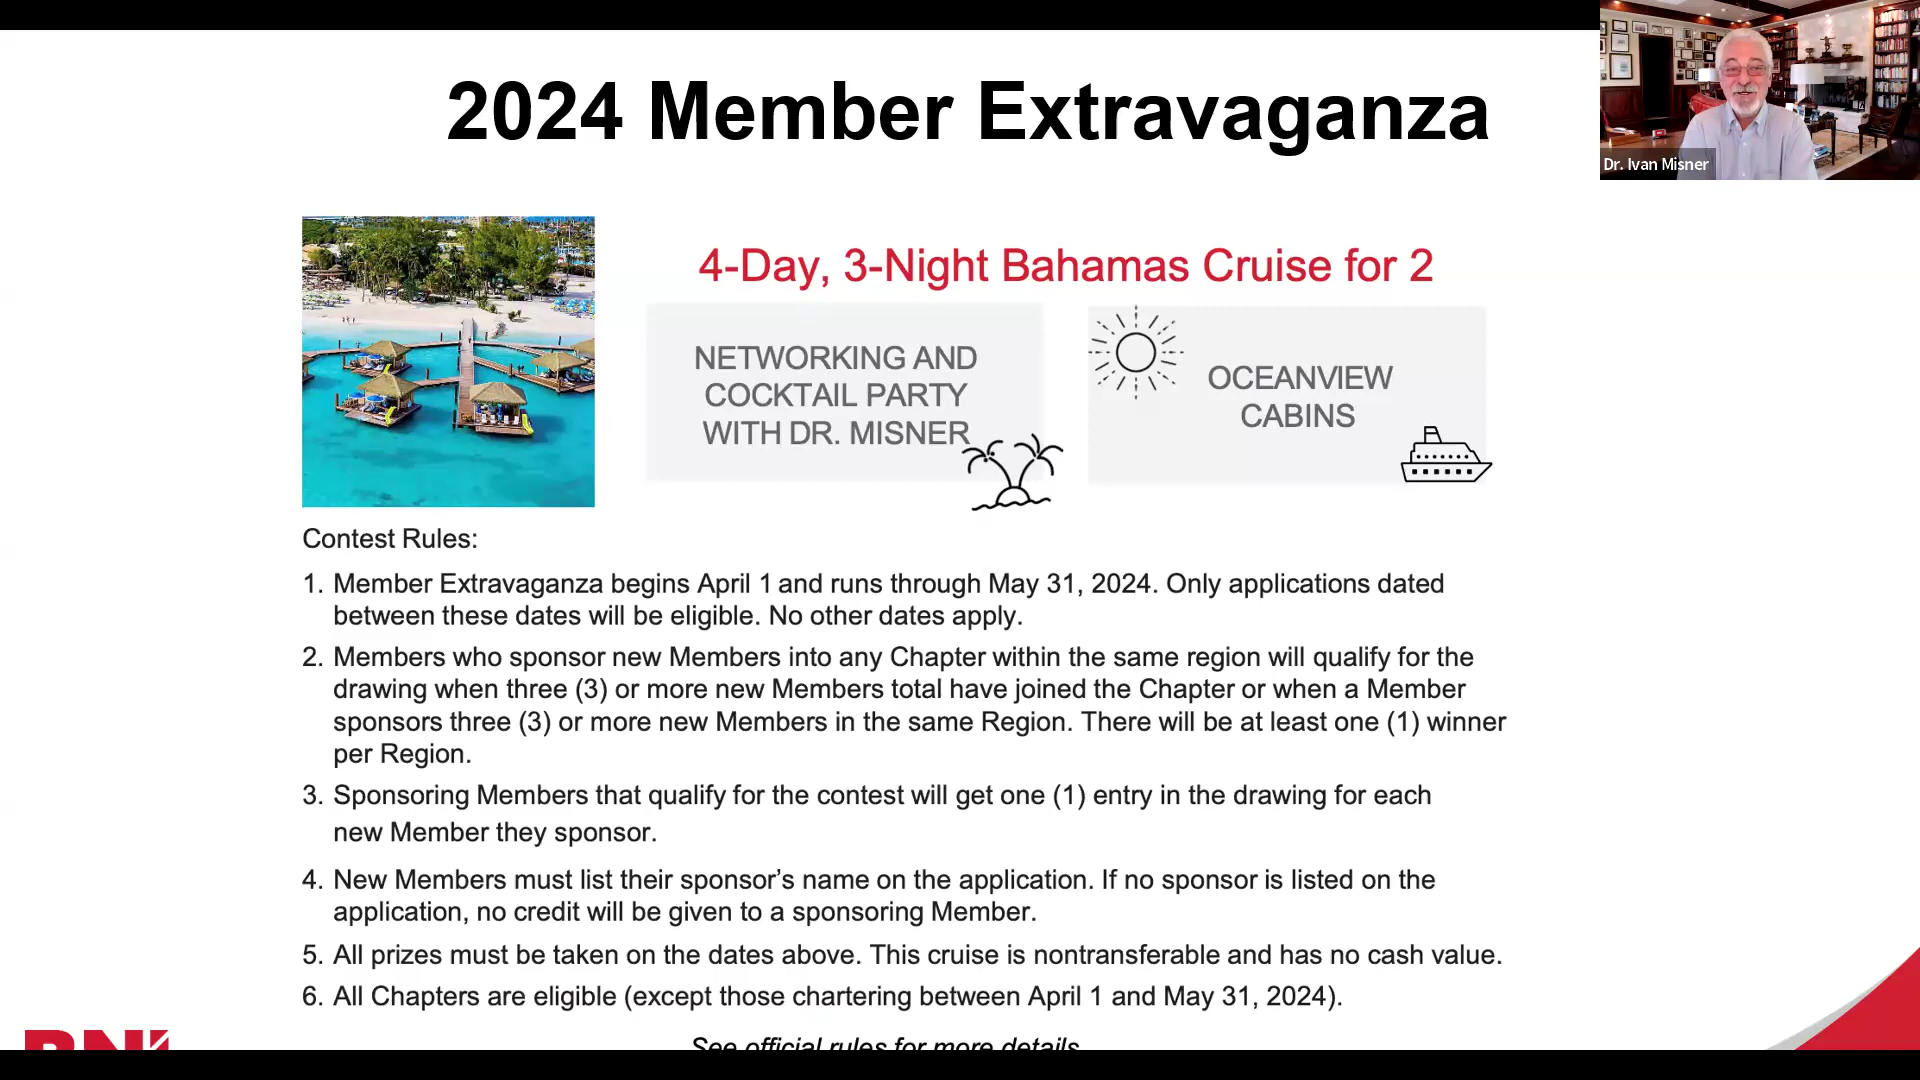 2024 Member Extravaganza
Dr. Ivan Misner
4-Day, 3-Night Bahamas Cruise for 2
NETWORKING AND
COCKTAIL PARTY
WITH DR. MISNER
OCEANVIEW
CABINS
Contest Rules:
1. Member Extravaganza begins April 1 and runs through May 31, 2024. Only applications dated
between these dates will be eligible. No other dates apply.
2. Members who sponsor new Members into any Chapter within the same region will qualify for the
drawing when three (3) or more new Members total have joined the Chapter or when a Member
sponsors three (3) or more new Members in the same Region. There will be at least one (1) winner
per Region.
3. Sponsoring Members that qualify for the contest will get one (1) entry in the drawing for each
new Member they sponsor.
4. New Members must list their sponsor’s name on the application. If no sponsor is listed on the
application, no credit will be given to a sponsoring Member.
5. All prizes must be taken on the dates above. This cruise is nontransferable and has no cash value.
6. All Chapters are eligible (except those chartering between April 1 and May 31, 2024).
BNI
See official rules for more details